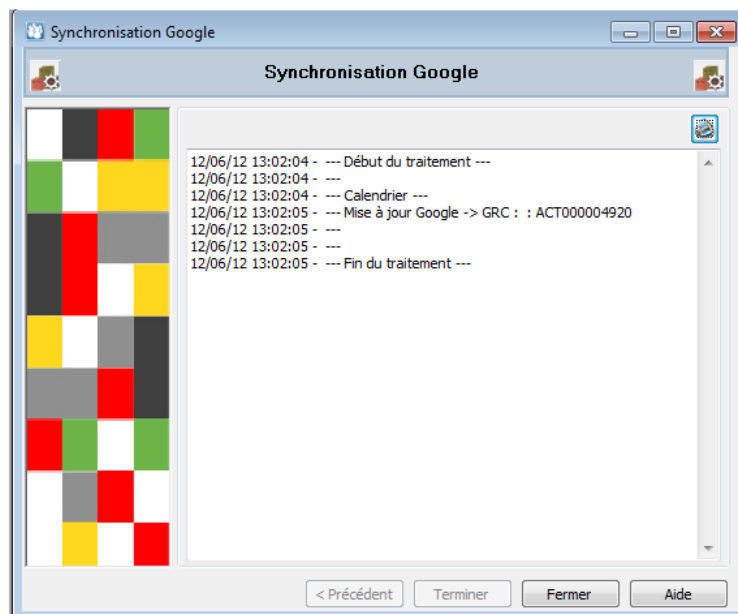 Synchronisation Google
Synchronisation Google
12/06/12 13:02:04 - --- Début du traitement ---
12/06/12 13:02:04 - ---
12/06/12 13:02:04 - --- Calendrier ---
12/06/12 13:02:05 - --- Mise à jour Google -> GRC : : ACT000004920
12/06/12 13:02:05 - ---
12/06/12 13:02:05 - ---
12/06/12 13:02:05 - --- Fin du traitement ---
< Précédent Terminer Fermer Aide